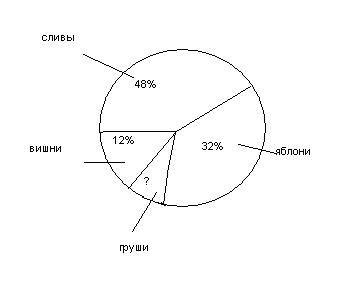 сливы
48%
12%
32%
вишни
яблони
?
груши